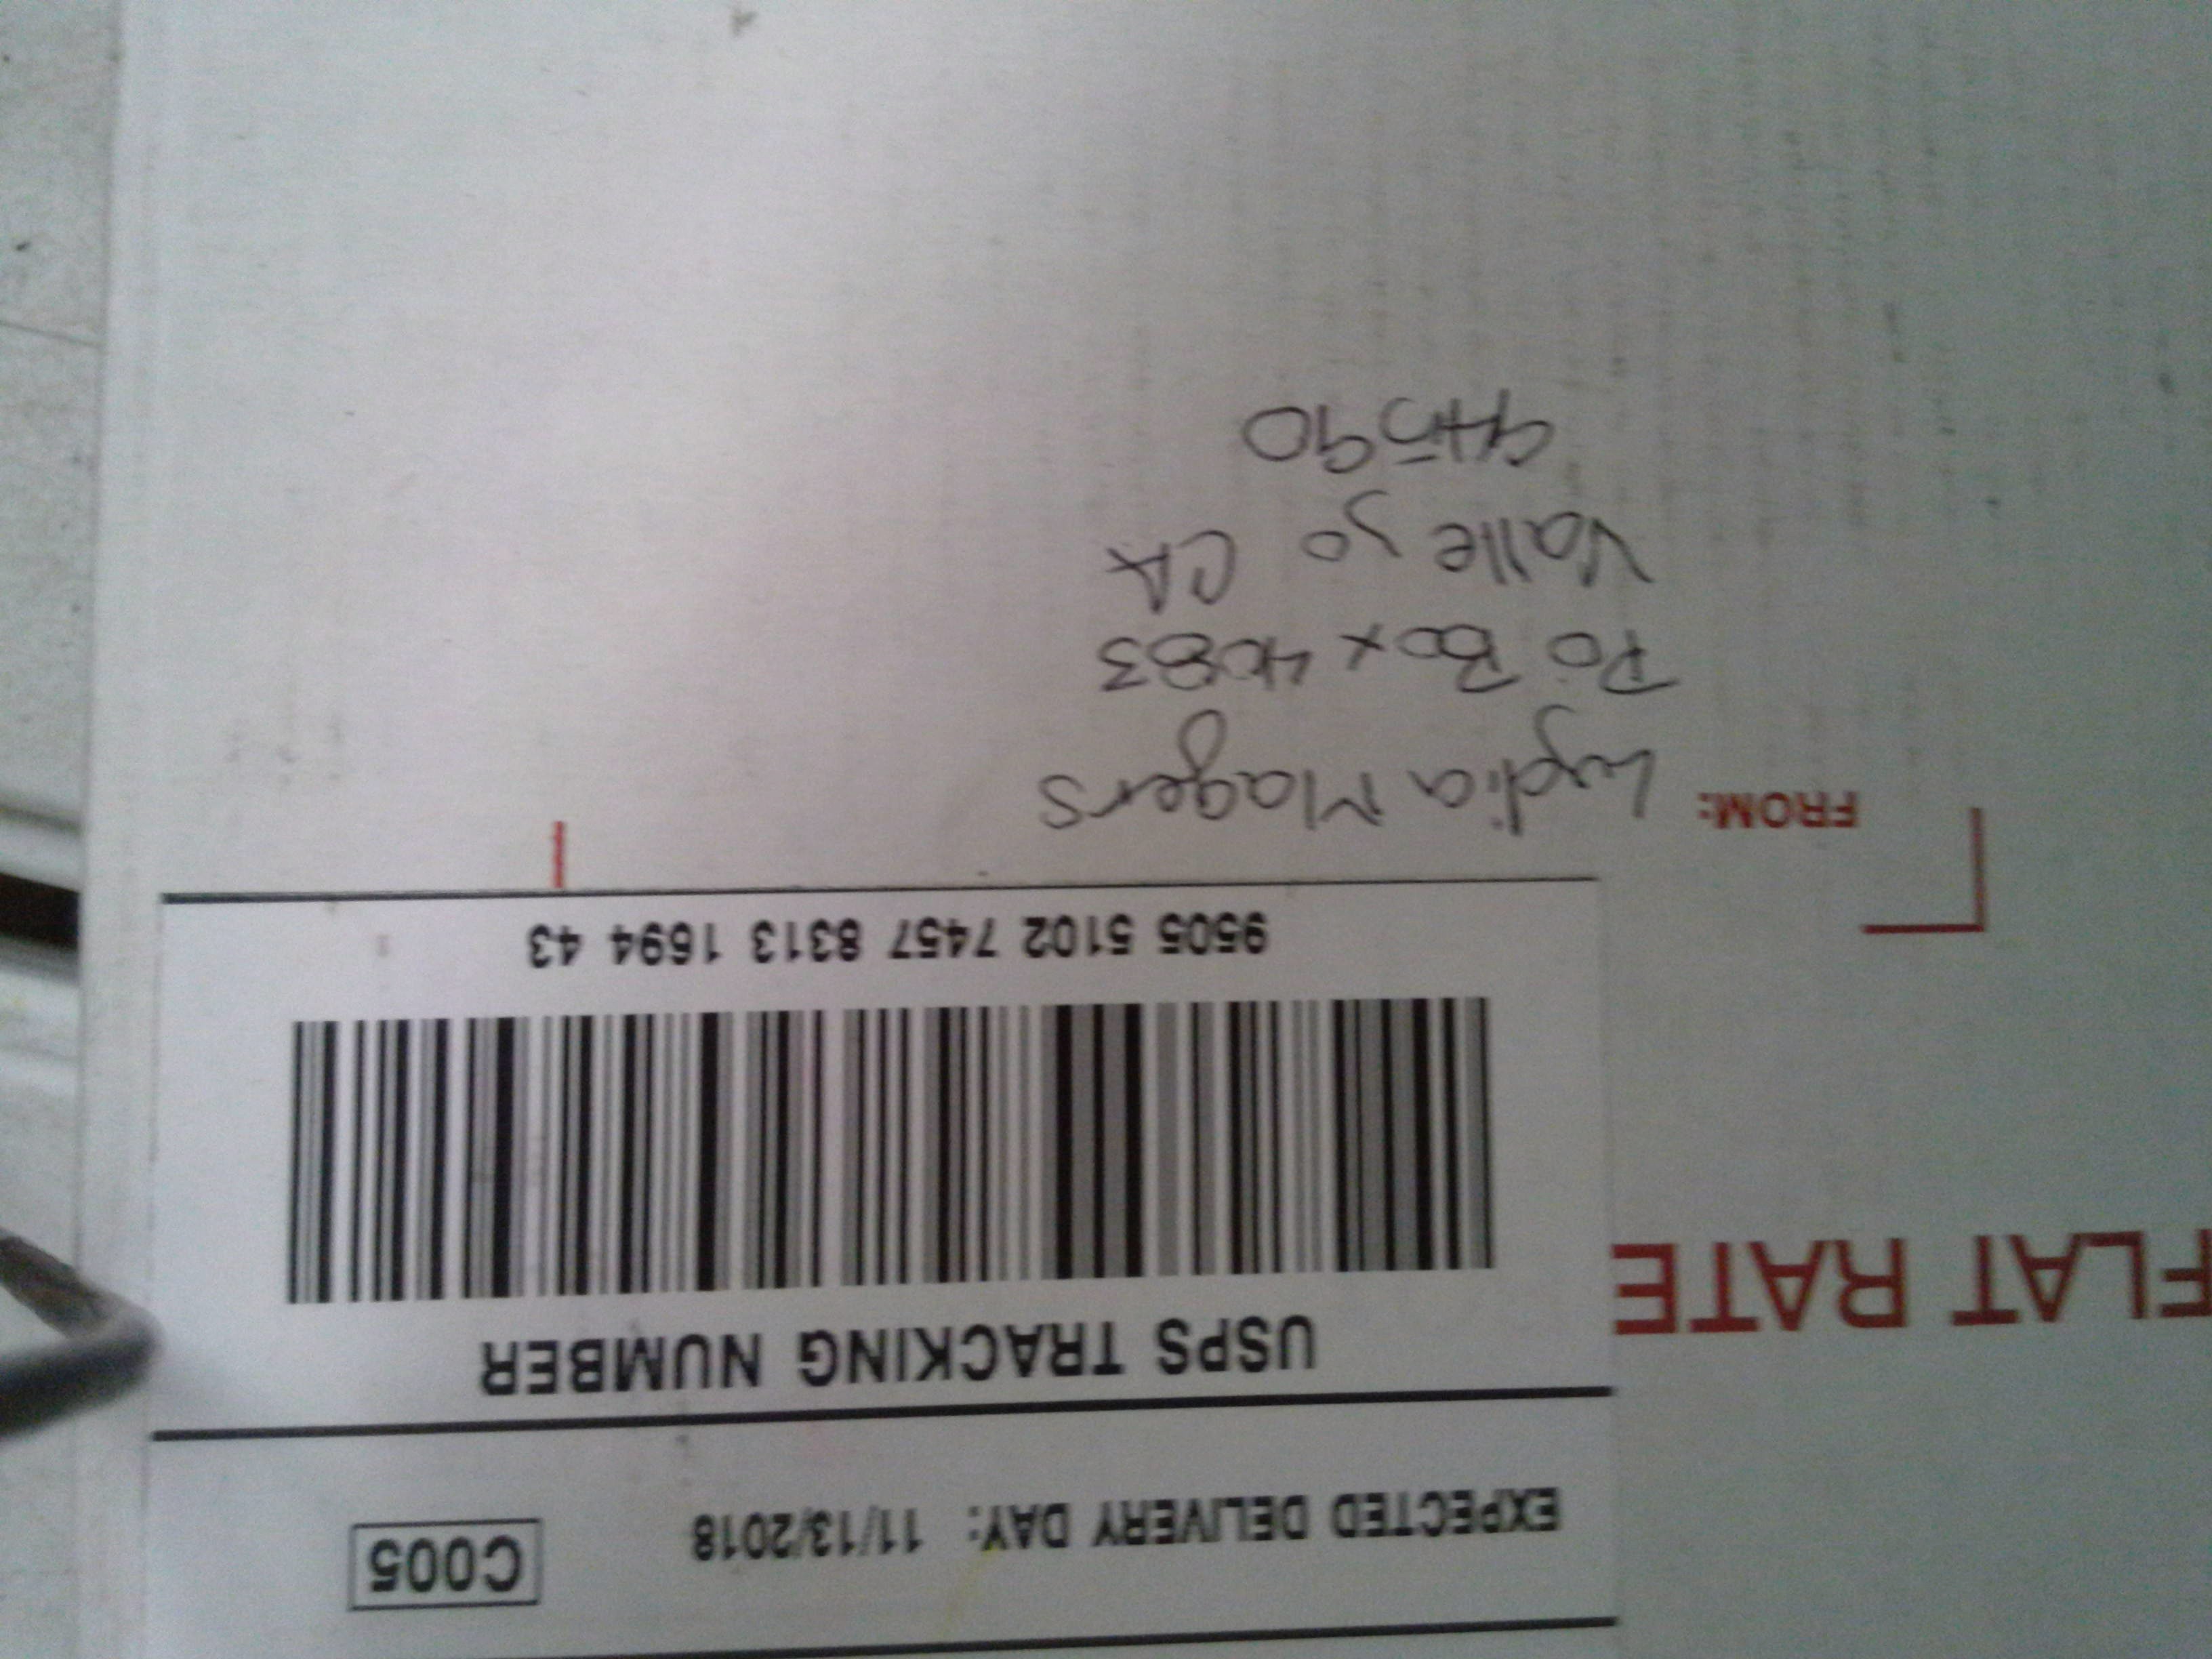 C005
EXPECTED DELIVERY DAY: 11/13/2018
USPS TRACKING NUMBER
FLAT RATE
9505 5102 7457 8313 1694 43
FROM:
Lydia Magers
Po Box 4083
Vallejo CA
94590